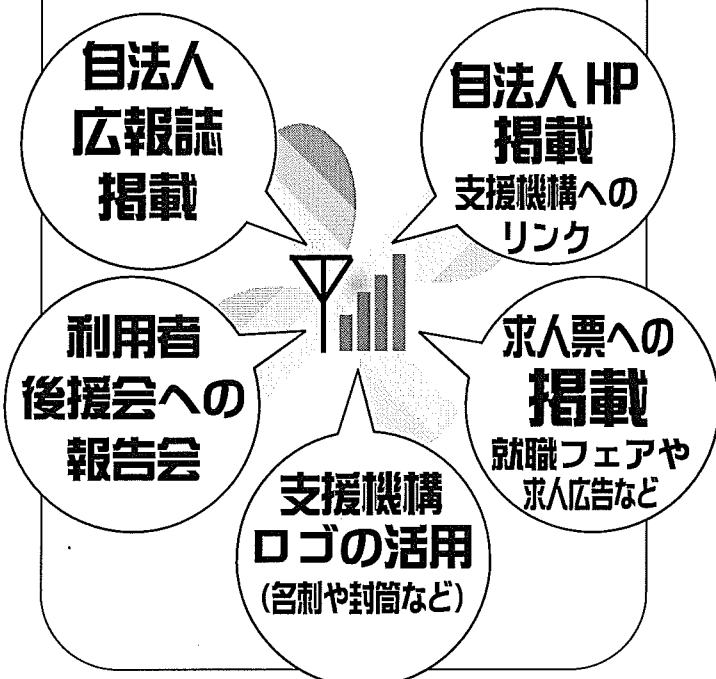 自法人
広報誌
掲載
自法人HP
掲載
支援機構への
リンク
利用者
後援会への
報告会
求人票への
掲載
就職フェアや
求人広告など
支援機構
ロゴの活用
(名刺や封筒など)